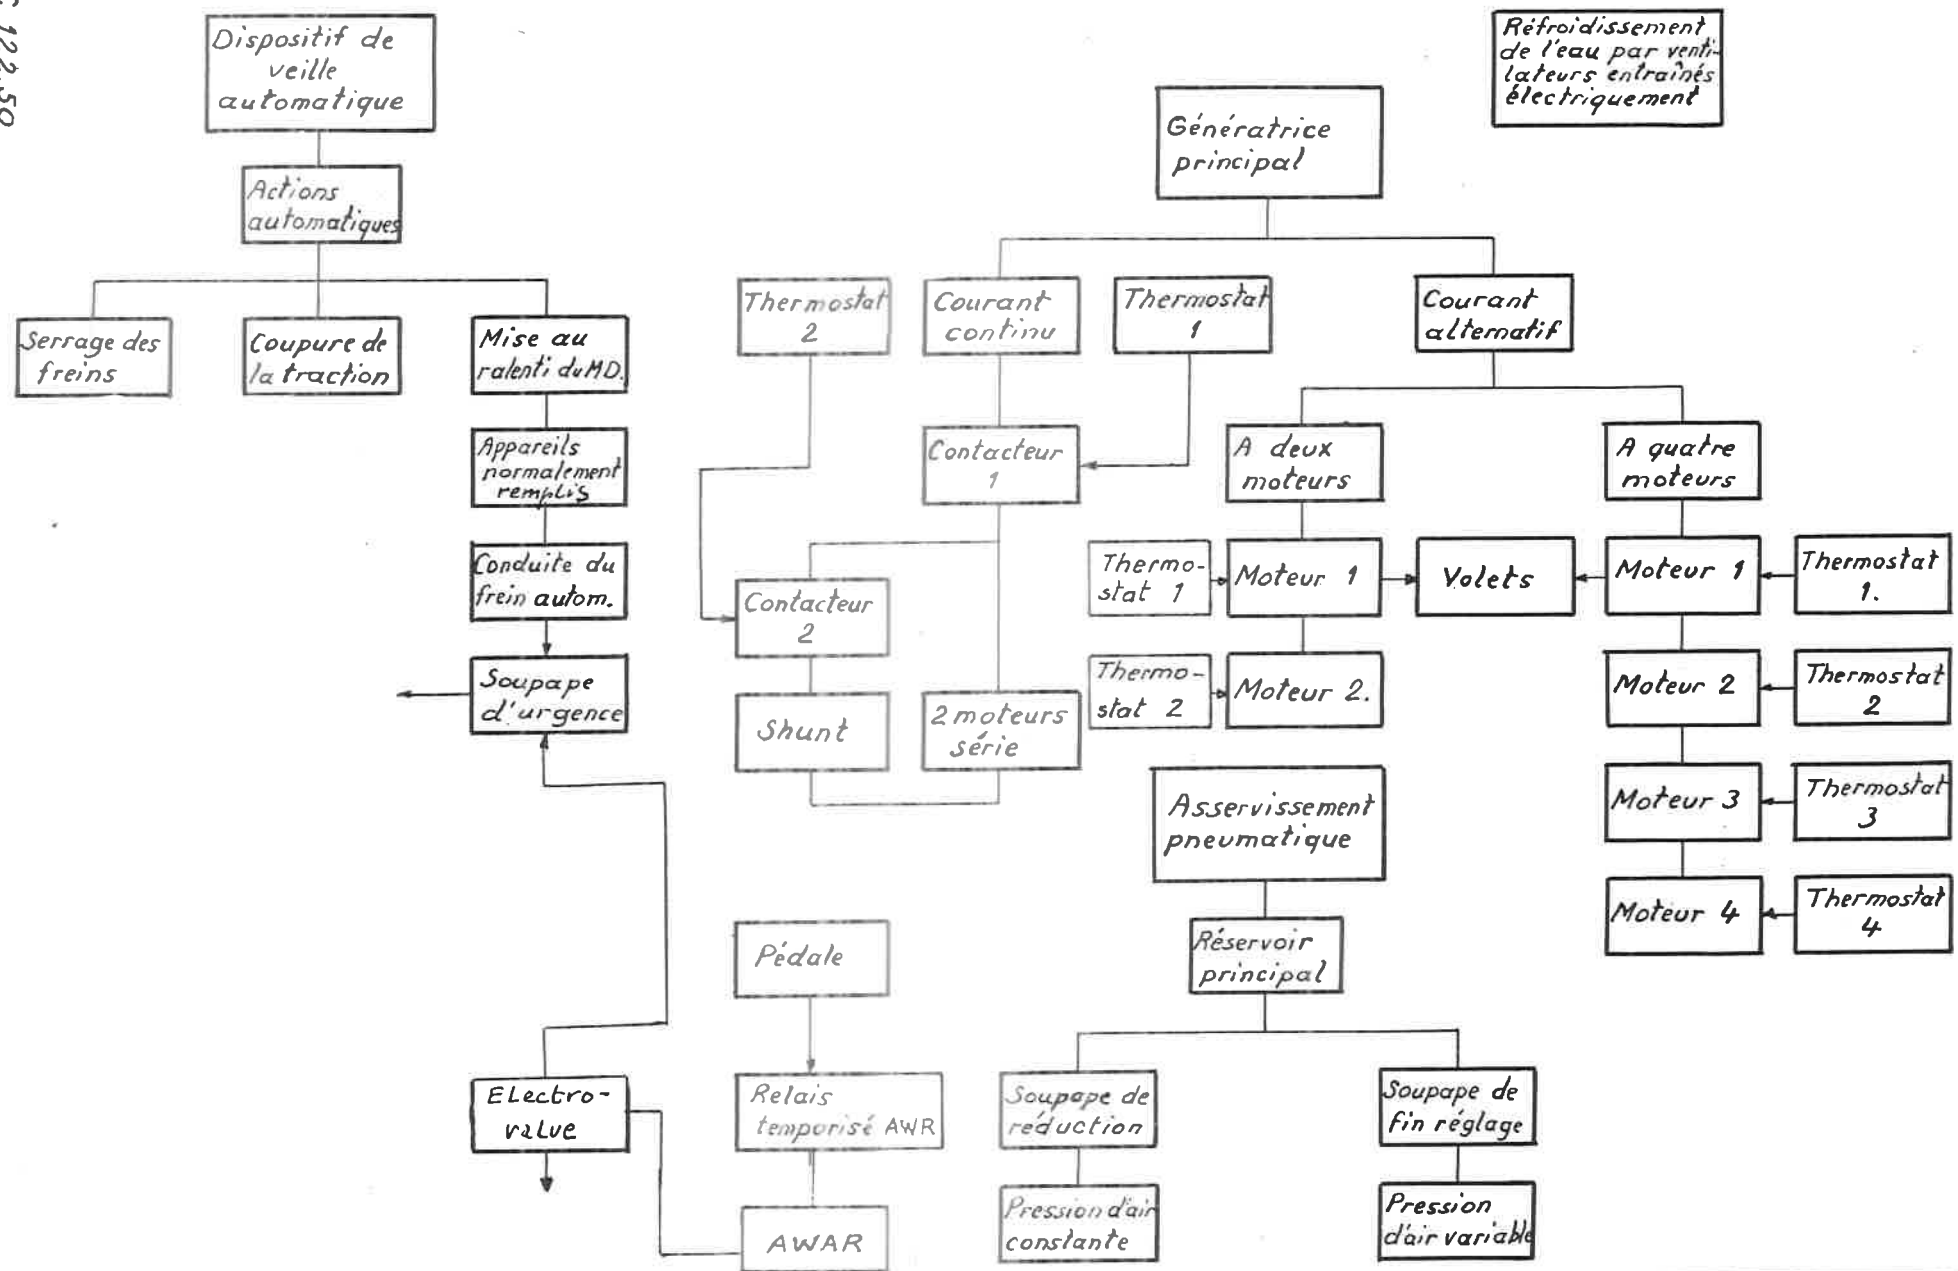 Dispositif de
veille
automatique
Actions
automatiques
Serrage des
freins
Coupure de
la traction
Mise au
ralenti du MD.
Appareils
normalement
remplis
Conduite du
frein autom.
Soupape
d'urgence
Electro-
valve
Pédale
Relais
temporisé AWR
AWAR
Réfroidissement
de l'eau par venti-
lateurs entraînés
électriquement
Génératrice
principal
Thermostat
2
Courant
continu
Thermostat
1
Courant
alternatif
Contacteur
1
Contacteur
2
Shunt
2 moteurs
série
A deux
moteurs
A quatre
moteurs
Thermo-
stat 1
Moteur 1
Volets
Moteur 1
Thermostat
1.
Thermo-
stat 2
Moteur 2.
Moteur 2
Thermostat
2
Moteur 3
Thermostat
3
Moteur 4
Thermostat
4
Asservissement
pneumatique
Réservoir
principal
Soupape de
réduction
Soupape de
fin réglage
Pression d'air
constante
Pression
d'air variable
122.50